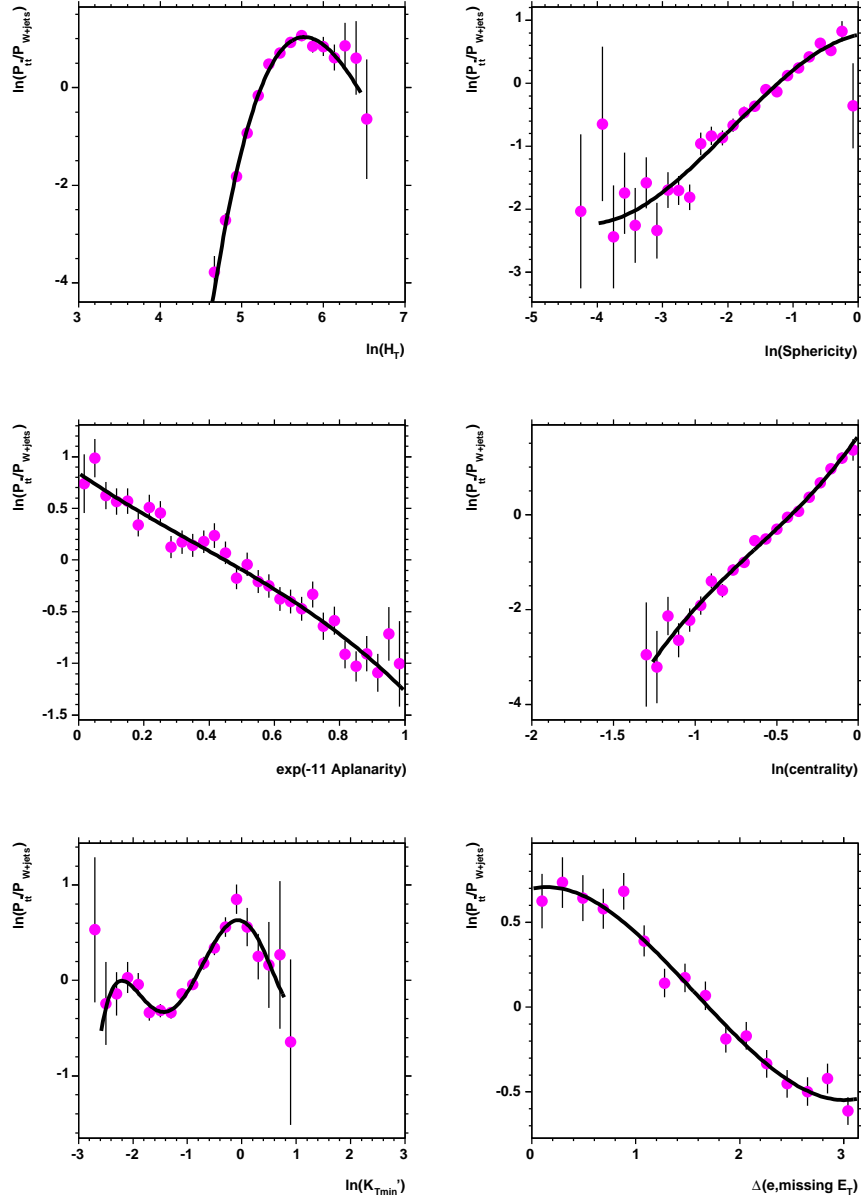 ln(P_tt̄/P_W+jets)
0
-2
-4
3 4 5 6 7
ln(H_T)
ln(P_tt̄/P_W+jets)
1
0
-1
-2
-3
-5 -4 -3 -2 -1 0
ln(Sphericity)
ln(P_tt̄/P_W+jets)
1
0.5
0
-0.5
-1
-1.5
0 0.2 0.4 0.6 0.8 1
exp(-11 Aplanarity)
ln(P_tt̄/P_W+jets)
0
-2
-4
-2 -1.5 -1 -0.5 0
ln(centrality)
ln(P_tt̄/P_W+jets)
1
0
-1
-3 -2 -1 0 1 2 3
ln(K_Tmin')
ln(P_tt̄/P_W+jets)
0.5
0
-0.5
0 1 2 3
Δ(e,missing E_T)